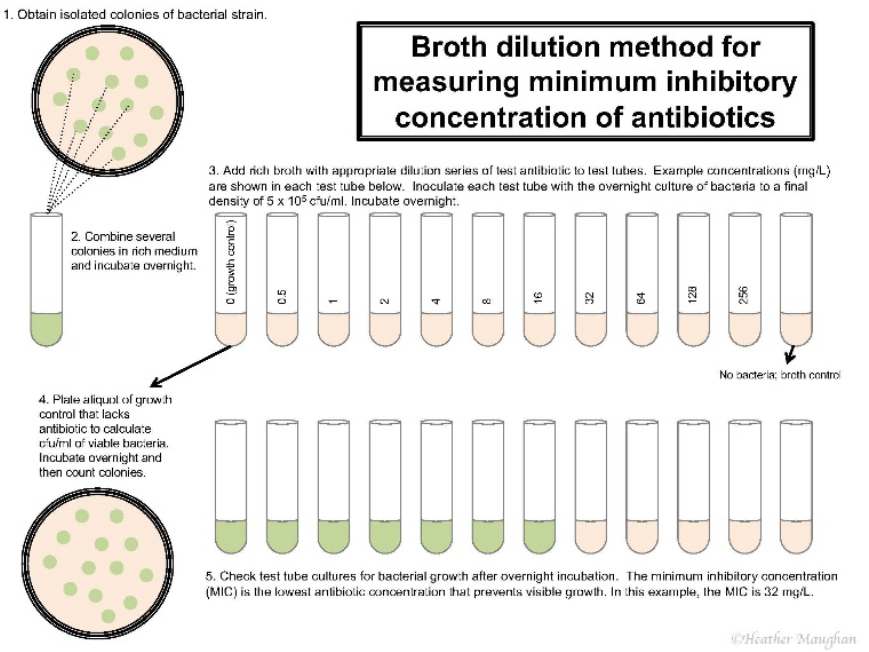 1. Obtain isolated colonies of bacterial strain.
Broth dilution method for
measuring minimum inhibitory
concentration of antibiotics
3. Add rich broth with appropriate dilution series of test antibiotic to test tubes. Example concentrations (mg/L)
are shown in each test tube below. Inoculate each test tube with the overnight culture of bacteria to a final
density of 5 x 10⁵ cfu/ml. Incubate overnight.
2. Combine several
colonies in rich medium
and incubate overnight.
0 (growth control)
0.5
1
2
4
8
16
32
64
128
256
No bacteria; broth control
4. Plate aliquot of growth
control that lacks
antibiotic to calculate
cfu/ml of viable bacteria.
Incubate overnight and
then count colonies.
5. Check test tube cultures for bacterial growth after overnight incubation. The minimum inhibitory concentration
(MIC) is the lowest antibiotic concentration that prevents visible growth. In this example, the MIC is 32 mg/L.
©Heather Maughan